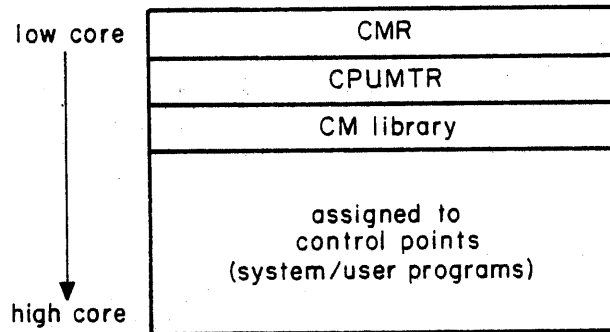 low core
CMR
CPUMTR
CM library
assigned to
control points
(system/user programs)
high core